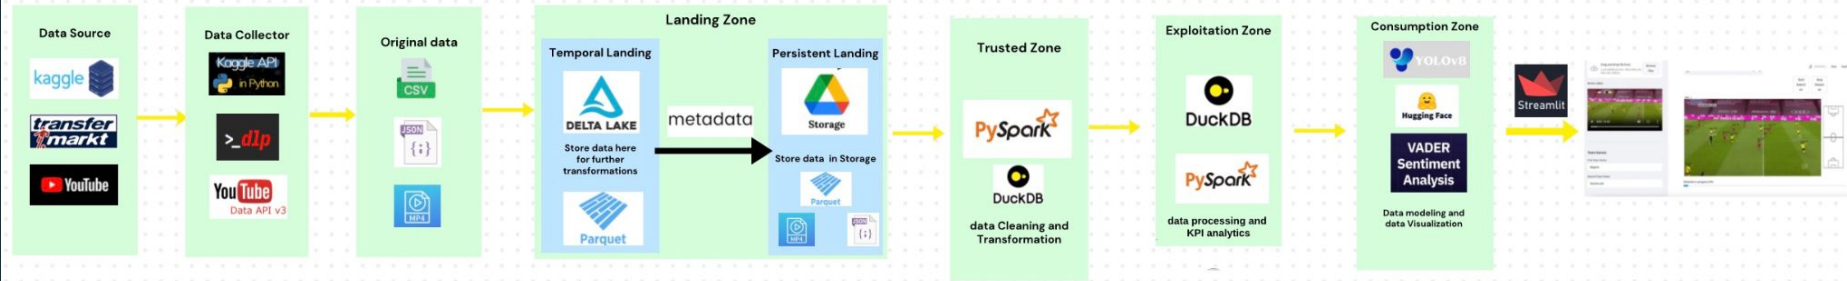 Data Source
kaggle
transfer
markt
YouTube
Data Collector
Kaggle API
in Python
>_dlp
YouTube
Data API v3
Original data
CSV
JSON
{;}
MP4
Landing Zone
Temporal Landing
DELTA LAKE
Store data here
for further
transformations
Parquet
metadata
Persistent Landing
Storage
Store data in Storage
Parquet
MP4
JSON
{;}
Trusted Zone
PySpark
DuckDB
data Cleaning and
Transformation
Exploitation Zone
DuckDB
PySpark
data processing and
KPI analytics
Consumption Zone
YOLOv8
Hugging Face
VADER
Sentiment
Analysis
Data modeling and
data Visualization
Streamlit